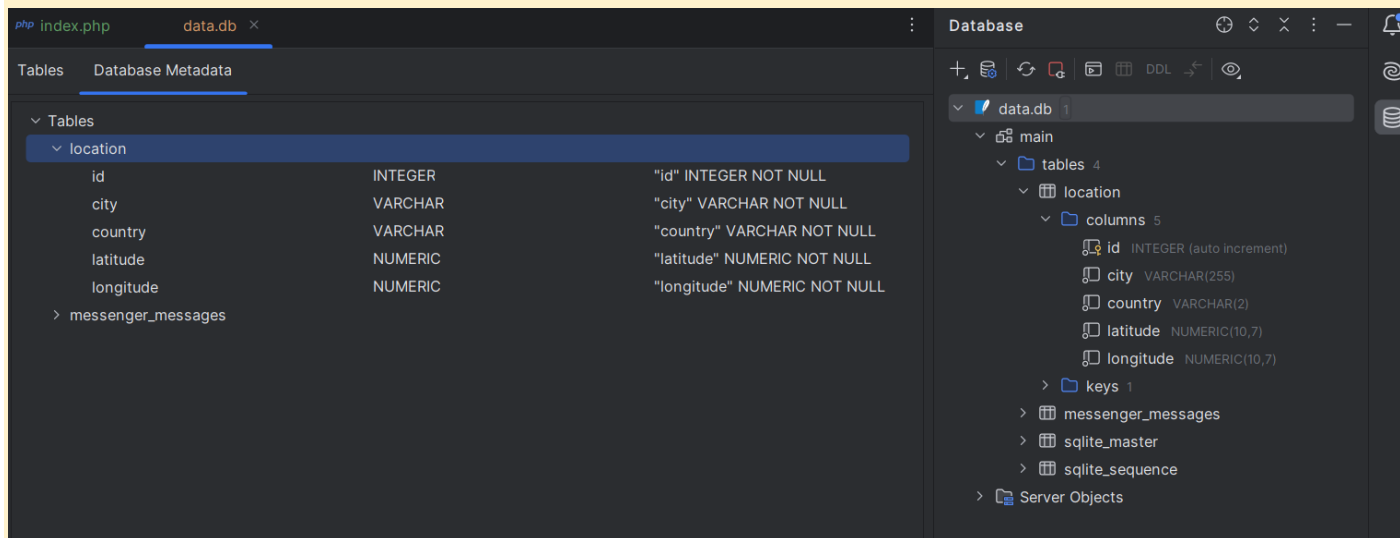 php index.php data.db
Tables Database Metadata
Tables
location
id INTEGER "id" INTEGER NOT NULL
city VARCHAR "city" VARCHAR NOT NULL
country VARCHAR "country" VARCHAR NOT NULL
latitude NUMERIC "latitude" NUMERIC NOT NULL
longitude NUMERIC "longitude" NUMERIC NOT NULL
messenger_messages
Database
DDL
data.db 1
main
tables 4
location
columns 5
id INTEGER (auto increment)
city VARCHAR(255)
country VARCHAR(2)
latitude NUMERIC(10,7)
longitude NUMERIC(10,7)
keys 1
messenger_messages
sqlite_master
sqlite_sequence
Server Objects